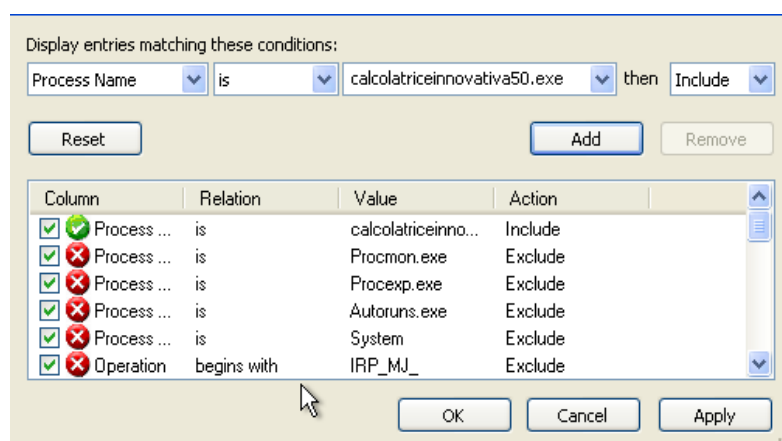 Display entries matching these conditions:
Process Name is calcolatriceinnovativa50.exe then Include
Reset Add Remove
Column Relation Value Action
Process ... is calcolatriceinno... Include
Process ... is Procmon.exe Exclude
Process ... is Procexp.exe Exclude
Process ... is Autoruns.exe Exclude
Process ... is System Exclude
Operation begins with IRP_MJ_ Exclude
OK Cancel Apply